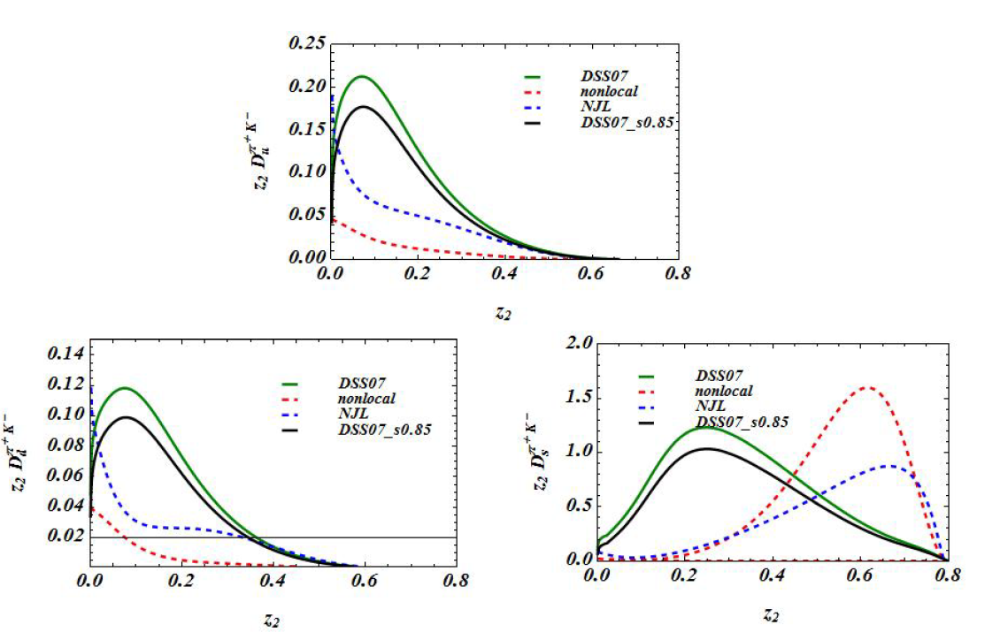 0.25
0.20
0.15
0.10
0.05
0.00
z₂ D_u^{π⁺K⁻}
DSS07
nonlocal
NJL
DSS07_s0.85
0.0 0.2 0.4 0.6 0.8
z₂
0.14
0.12
0.10
0.08
0.06
0.04
0.02
z₂ D_d^{π⁺K⁻}
DSS07
nonlocal
NJL
DSS07_s0.85
0.0 0.2 0.4 0.6 0.8
z₂
2.0
1.5
1.0
0.5
0.0
z₂ D_s^{π⁺K⁻}
DSS07
nonlocal
NJL
DSS07_s0.85
0.0 0.2 0.4 0.6 0.8
z₂